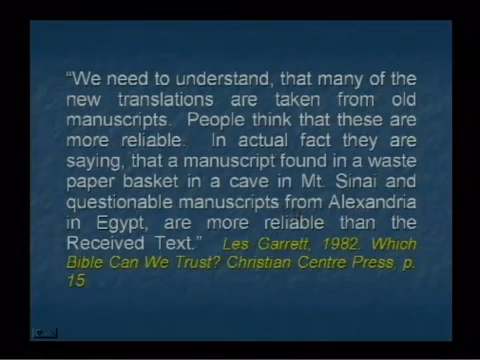 “We need to understand, that many of the
new translations are taken from old
manuscripts. People think that these are
more reliable. In actual fact they are
saying, that a manuscript found in a waste
paper basket in a cave in Mt. Sinai and
questionable manuscripts from Alexandria
in Egypt, are more reliable than the
Received Text.” Les Garrett, 1982. Which
Bible Can We Trust? Christian Centre Press, p.
15.